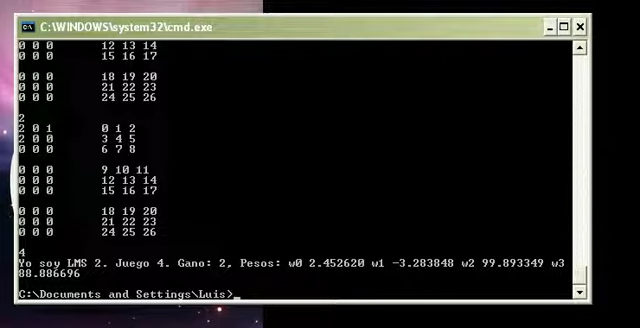 C:\WINDOWS\system32\cmd.exe
0 0 0 12 13 14
0 0 0 15 16 17
0 0 0 18 19 20
0 0 0 21 22 23
0 0 0 24 25 26
2
2 0 1 0 1 2
2 0 0 3 4 5
0 0 0 6 7 8
0 0 0 9 10 11
0 0 0 12 13 14
0 0 0 15 16 17
0 0 0 18 19 20
0 0 0 21 22 23
0 0 0 24 25 26
4
Yo soy LMS 2. Juego 4. Gano: 2, Pesos: w0 2.452620 w1 -3.283848 w2 99.893349 w3
88.886696
C:\Documents and Settings\Luis>_